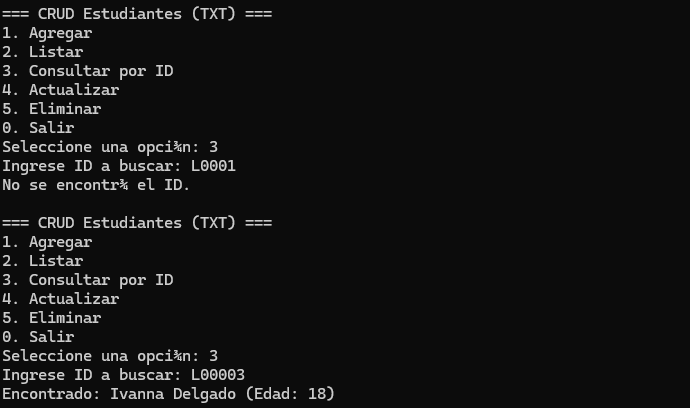 === CRUD Estudiantes (TXT) ===
1. Agregar
2. Listar
3. Consultar por ID
4. Actualizar
5. Eliminar
0. Salir
Seleccione una opci¾n: 3
Ingrese ID a buscar: L0001
No se encontr¾ el ID.

=== CRUD Estudiantes (TXT) ===
1. Agregar
2. Listar
3. Consultar por ID
4. Actualizar
5. Eliminar
0. Salir
Seleccione una opci¾n: 3
Ingrese ID a buscar: L00003
Encontrado: Ivanna Delgado (Edad: 18)